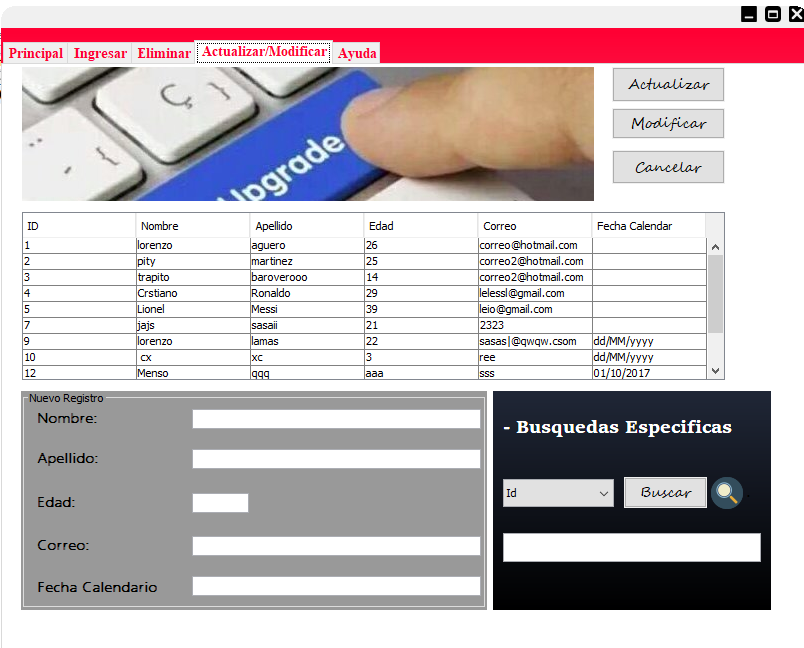 Principal Ingresar Eliminar Actualizar/Modificar Ayuda
Ç
Upgrade
Actualizar
Modificar
Cancelar
ID Nombre Apellido Edad Correo Fecha Calendar
1 lorenzo aguero 26 correo@hotmail.com
2 pity martinez 25 correo2@hotmail.com
3 trapito baroverooo 14 correo2@hotmail.com
4 Crstiano Ronaldo 29 lelessl@gmail.com
5 Lionel Messi 39 leio@gmail.com
7 jajs sasaii 21 2323
9 lorenzo lamas 22 sasas|@qwqw.csom dd/MM/yyyy
10 cx xc 3 ree dd/MM/yyyy
12 Menso qqq aaa sss 01/10/2017
Nuevo Registro
Nombre:
Apellido:
Edad:
Correo:
Fecha Calendario
- Busquedas Especificas
Id Buscar